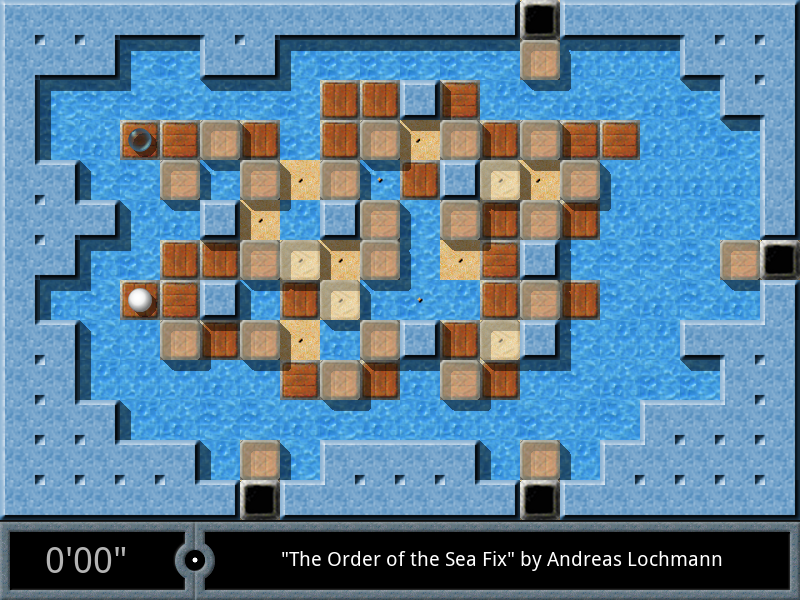 0'00"
"The Order of the Sea Fix" by Andreas Lochmann